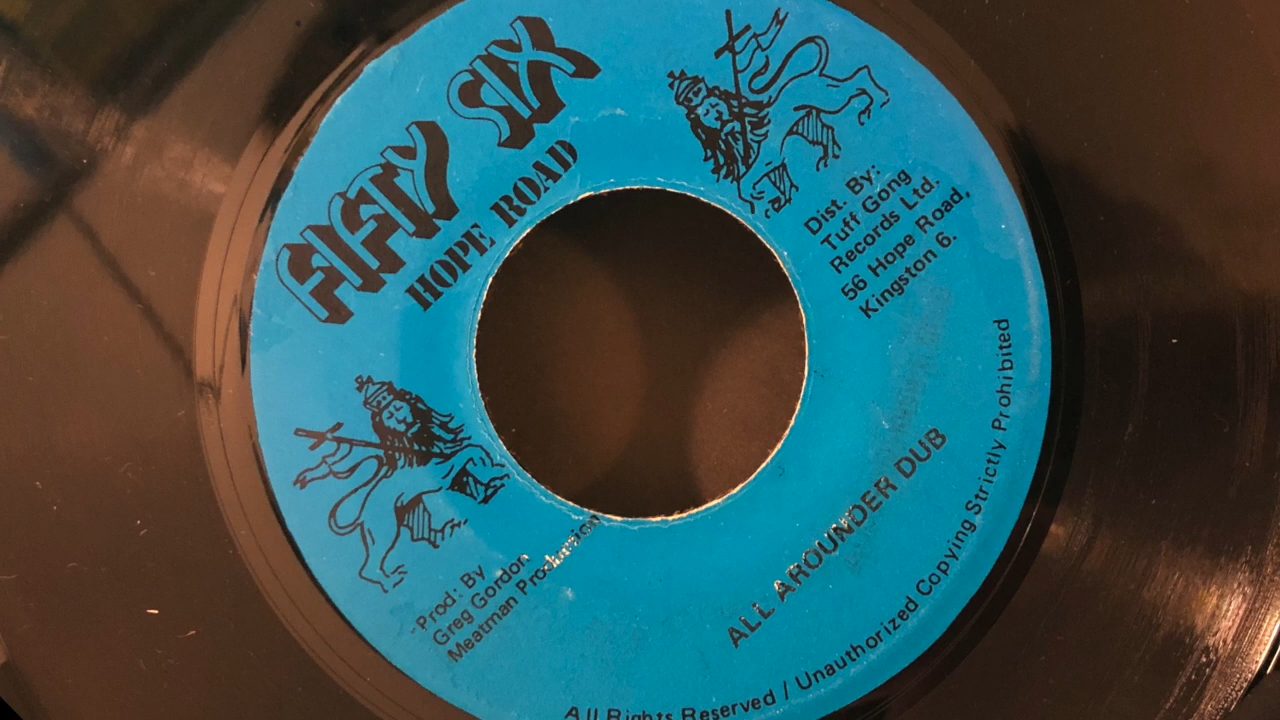 FIFTY SIX
HOPE ROAD
Dist. By:
Tuff Gong
Records Ltd.
56 Hope Road,
Kingston 6.
Prod: By
Greg Gordon
Meatman Production
ALL AROUNDER DUB
All Rights Reserved / Unauthorized Copying Strictly Prohibited